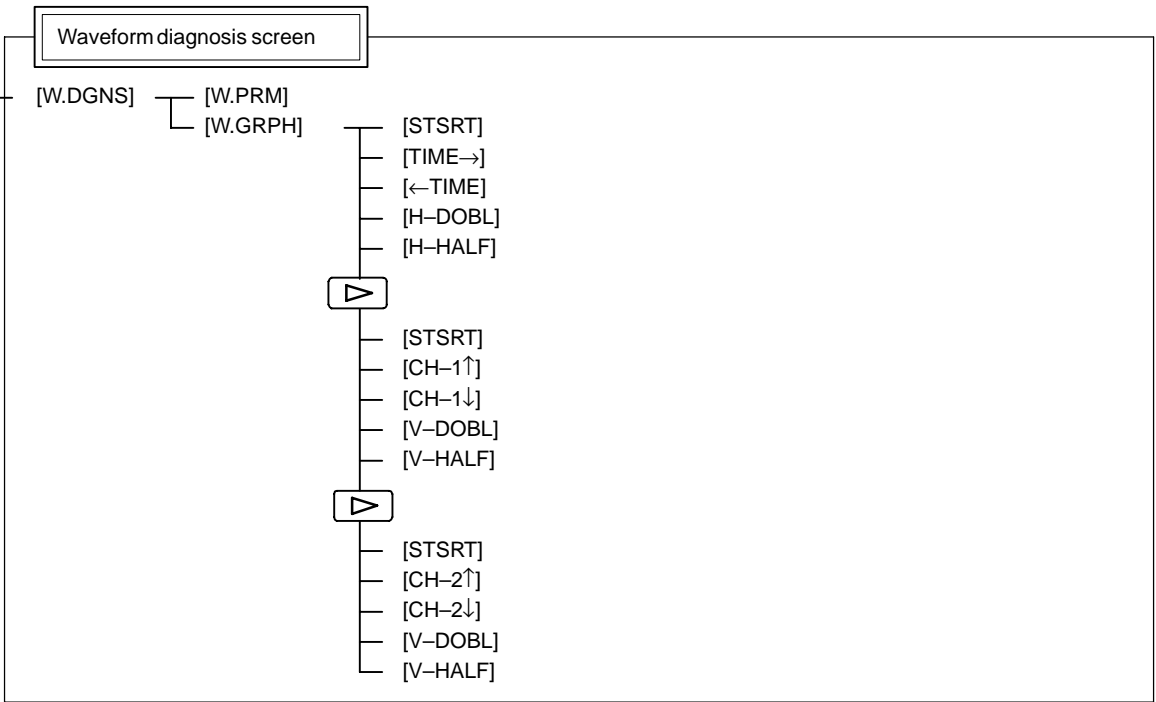 Waveform diagnosis screen
[W.DGNS] [W.PRM]
[W.GRPH] [STSRT]
[TIME→]
[←TIME]
[H–DOBL]
[H–HALF]
[STSRT]
[CH–1↑]
[CH–1↓]
[V–DOBL]
[V–HALF]
[STSRT]
[CH–2↑]
[CH–2↓]
[V–DOBL]
[V–HALF]